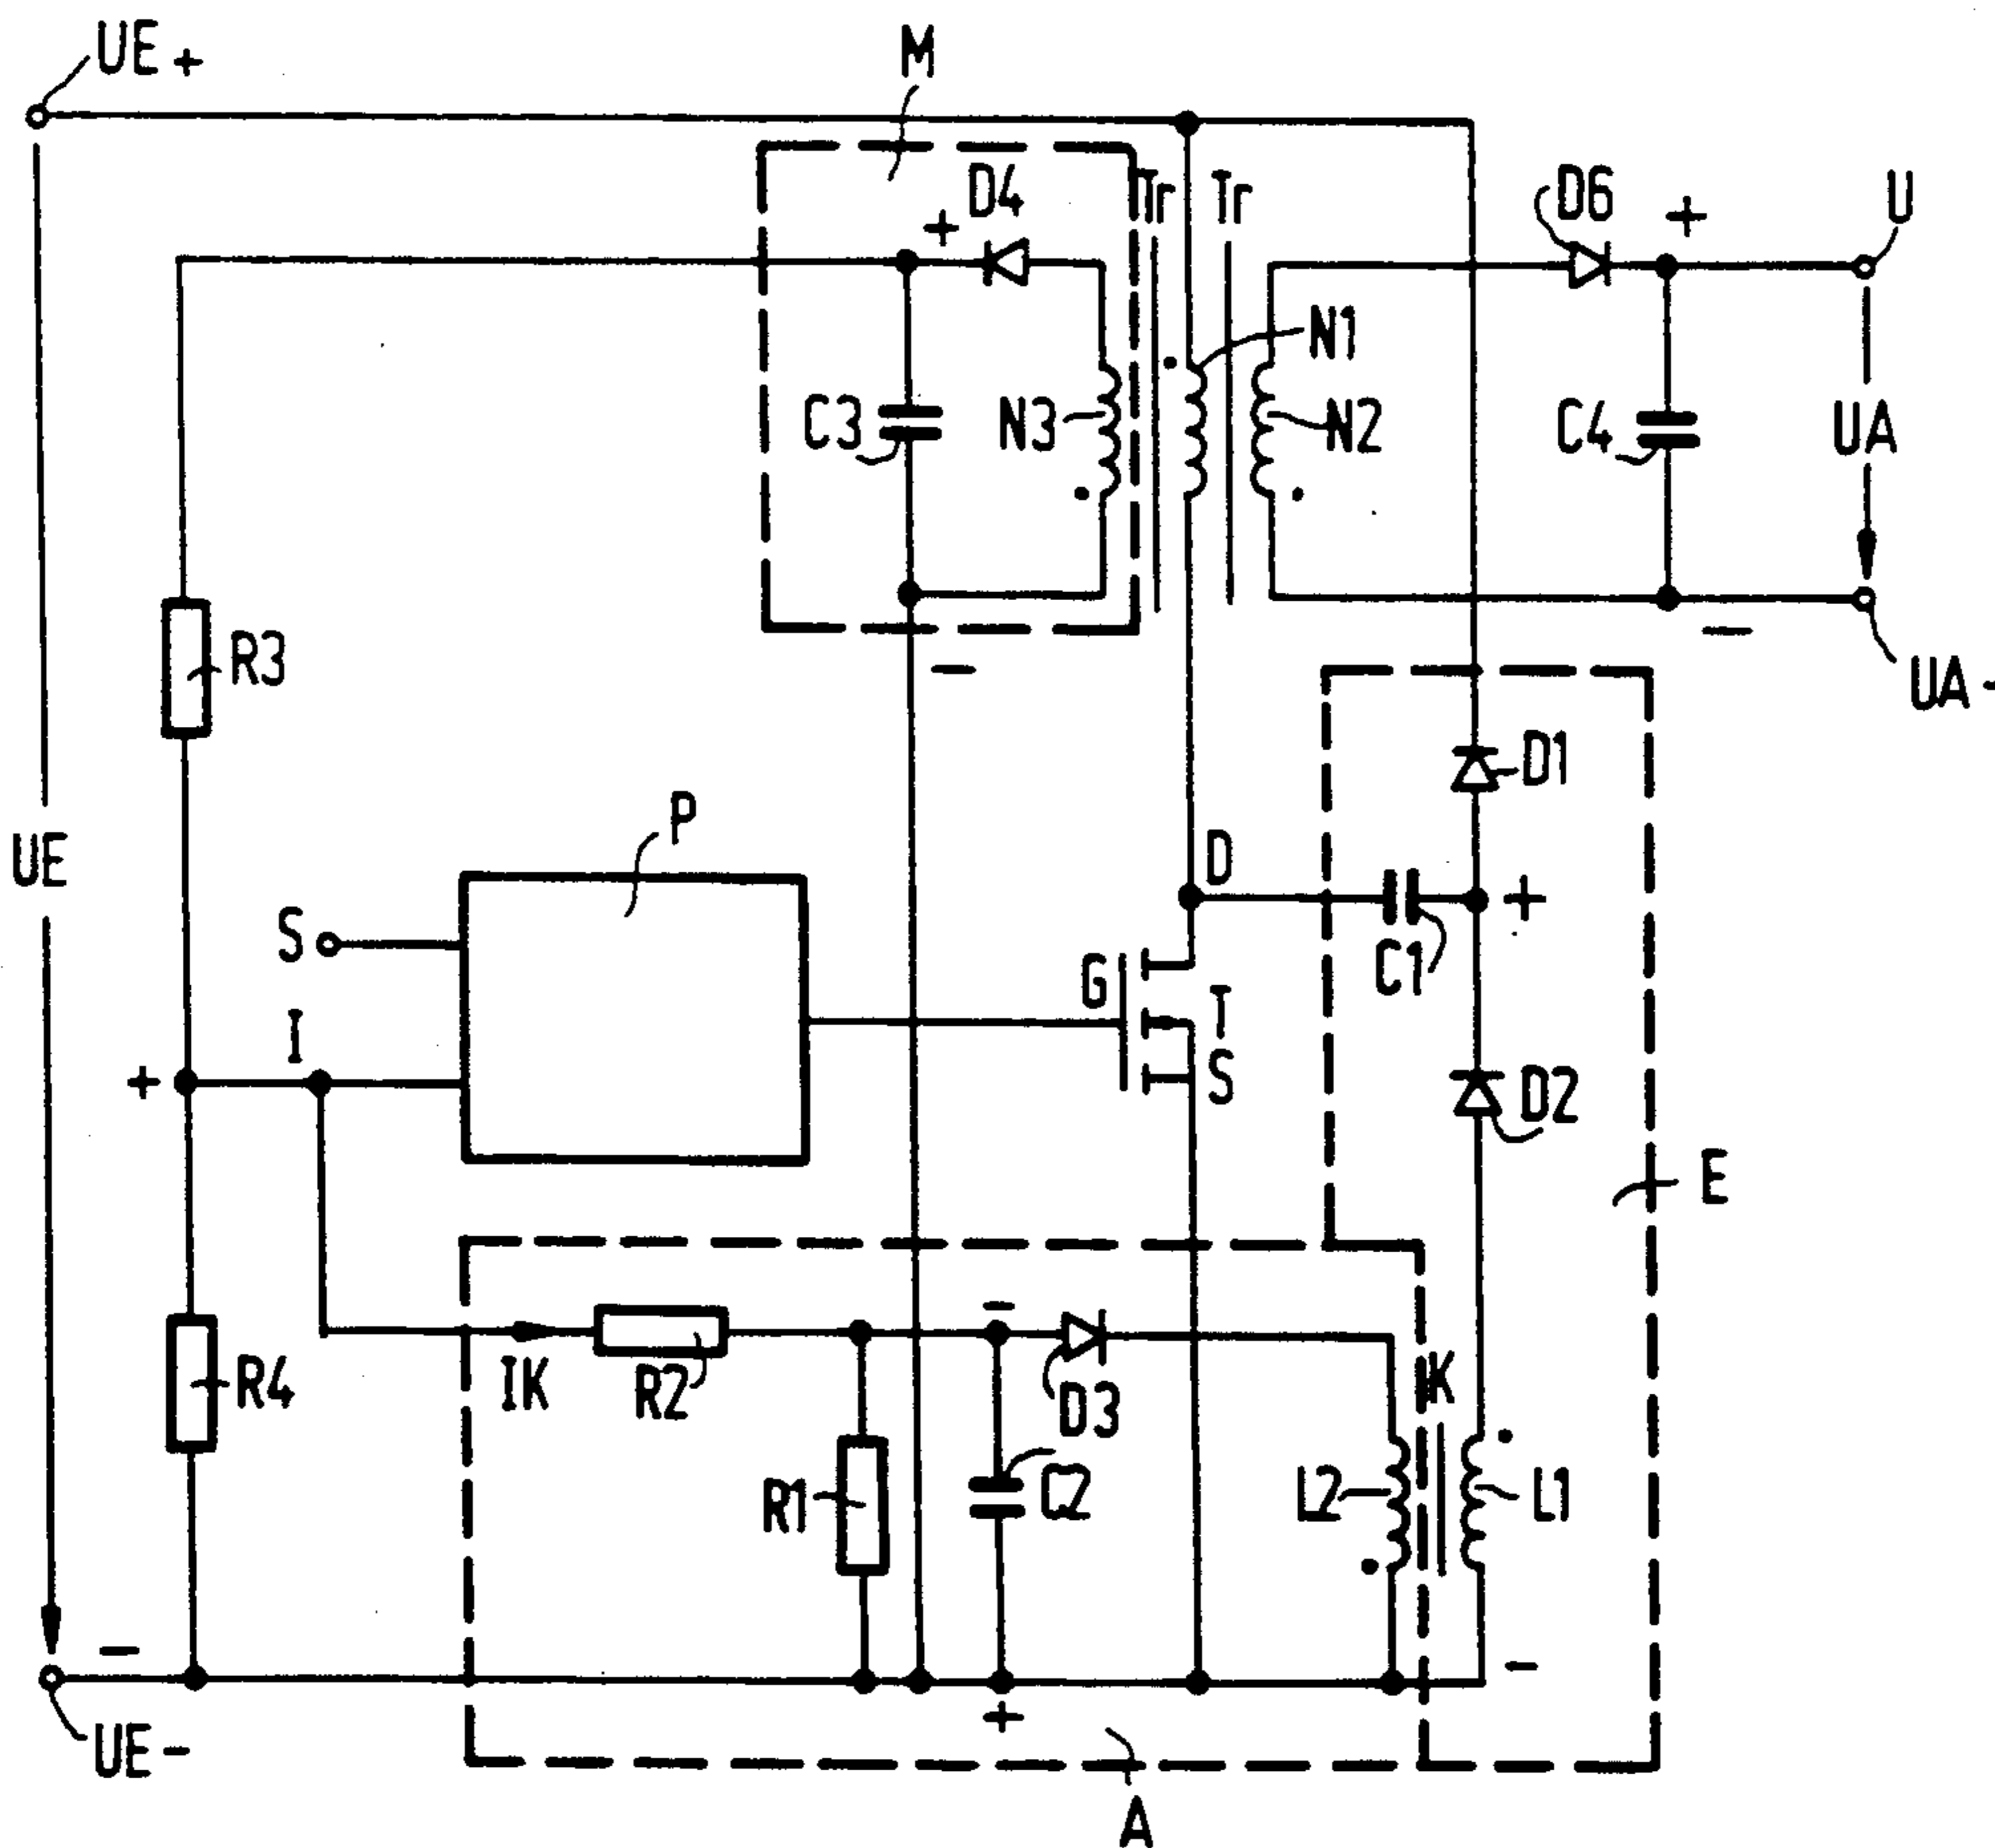 UE +
M
D4
+
Tr
Tr
D6
+
U
N1
C3
N3
N2
C4
UA
R3
−
−
UA -
D1
P
UE
D
+
S
G
C1
T
I
S
D2
+
E
−
IK
R2
D3
K
R4
R1
C2
L2
L1
−
−
UE -
+
A